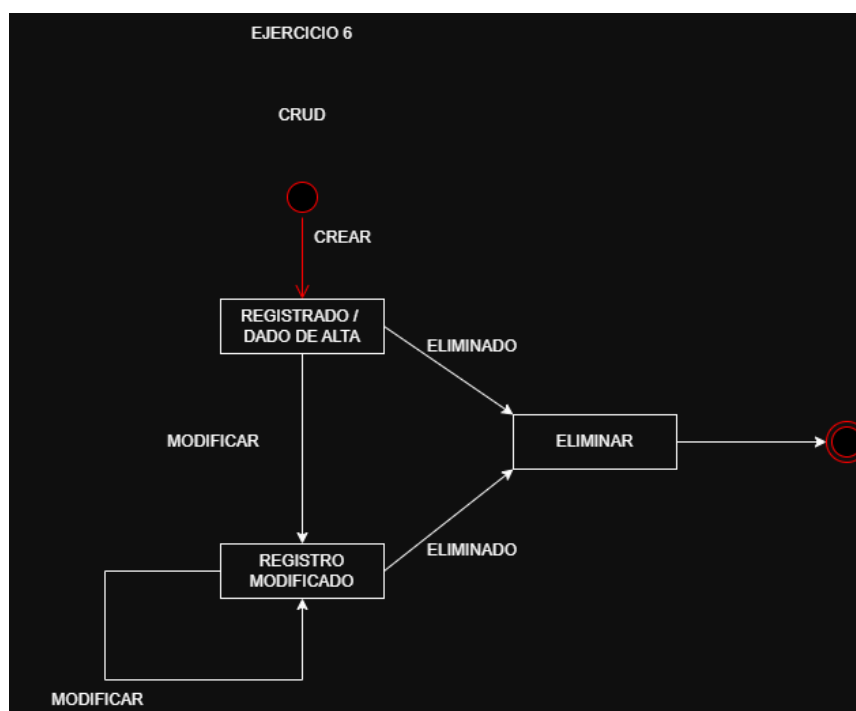 EJERCICIO 6
CRUD
CREAR
REGISTRADO /
DADO DE ALTA
ELIMINADO
MODIFICAR
ELIMINAR
REGISTRO
MODIFICADO
ELIMINADO
MODIFICAR